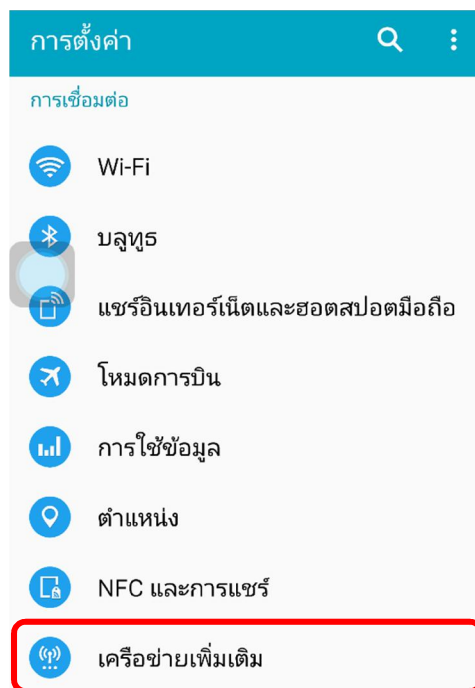 การตั้งค่า
การเชื่อมต่อ
Wi-Fi
บลูทูธ
แชร์อินเทอร์เน็ตและฮอตสปอตมือถือ
โหมดการบิน
การใช้ข้อมูล
ตำแหน่ง
NFC และการแชร์
เครือข่ายเพิ่มเติม